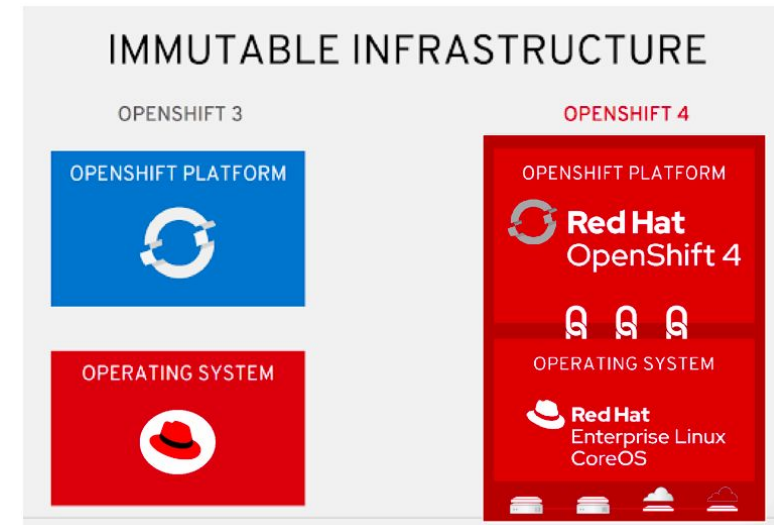 IMMUTABLE INFRASTRUCTURE
OPENSHIFT 3
OPENSHIFT PLATFORM
OPERATING SYSTEM
OPENSHIFT 4
OPENSHIFT PLATFORM
Red Hat
OpenShift 4
OPERATING SYSTEM
Red Hat
Enterprise Linux
CoreOS